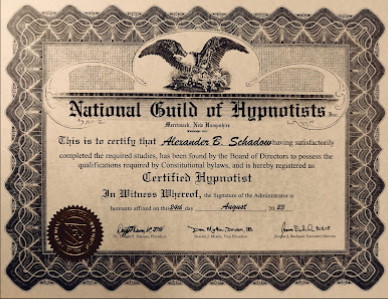 National Guild of Hypnotists Inc.
Merrimack, New Hampshire
This is to certify that Alexander B. Schadow having satisfactorily
completed the required studies, has been found by the Board of Directors to possess the
qualifications required by Constitutional bylaws, and is hereby registered as
Certified Hypnotist
In Witness Whereof, the Signature of the Administrator is
hereunto affixed on this 24th day August 20 23